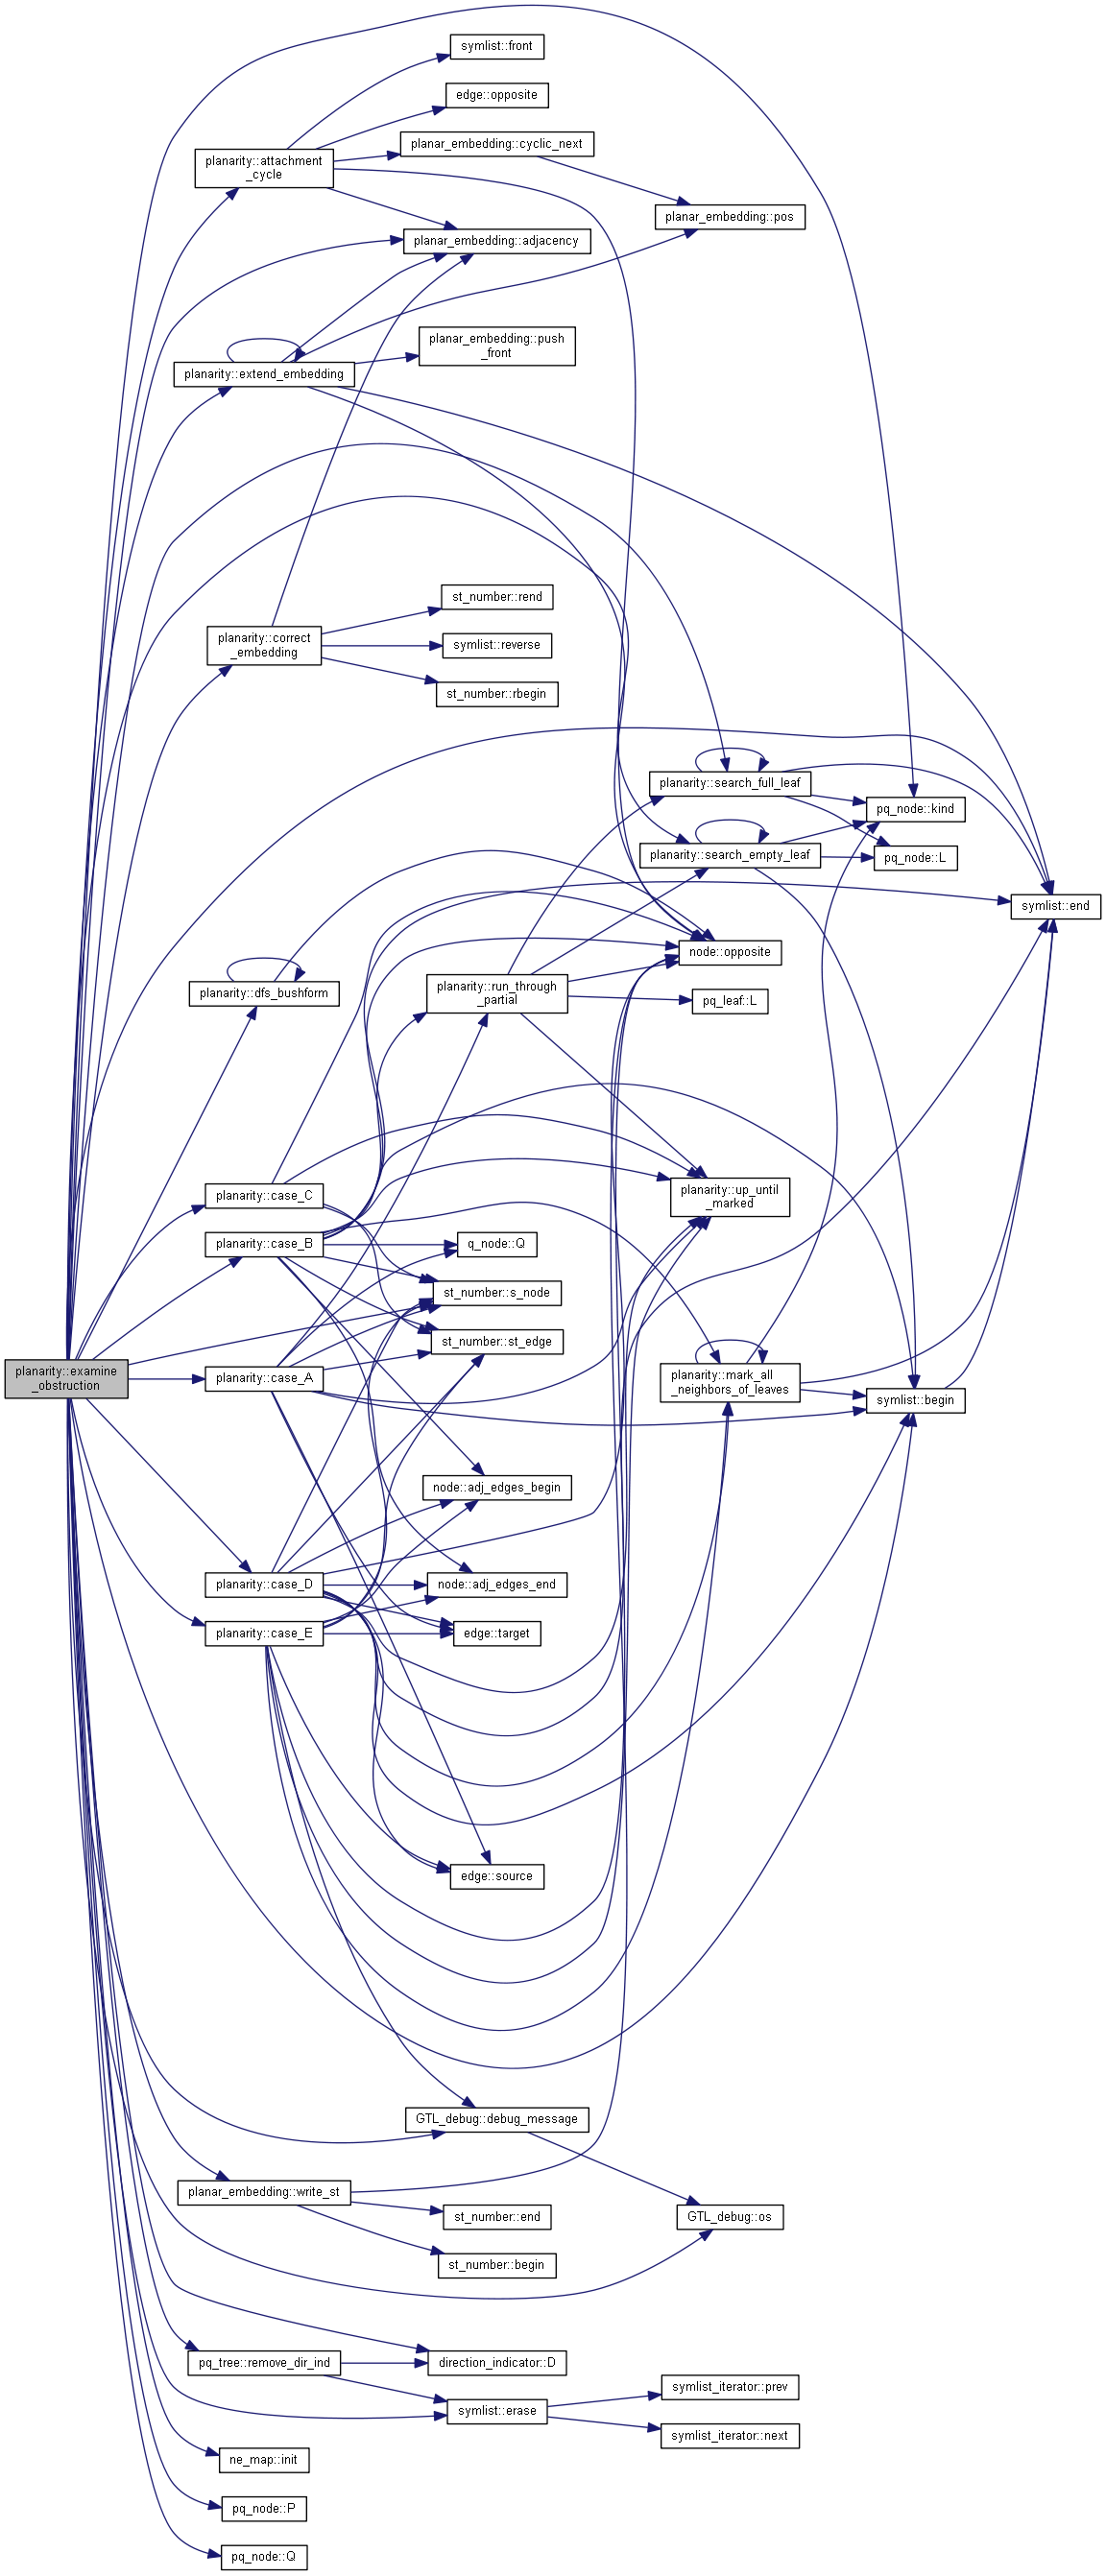 symlist::front
edge::opposite
planar_embedding::cyclic_next
planarity::attachment
_cycle
planar_embedding::pos
planar_embedding::adjacency
planar_embedding::push
_front
planarity::extend_embedding
st_number::rend
planarity::correct
_embedding
symlist::reverse
st_number::rbegin
planarity::search_full_leaf
pq_node::kind
planarity::search_empty_leaf
pq_node::L
symlist::end
node::opposite
planarity::dfs_bushform
planarity::run_through
_partial
pq_leaf::L
planarity::case_C
planarity::up_until
_marked
planarity::case_B
q_node::Q
st_number::s_node
st_number::st_edge
planarity::examine
_obstruction
planarity::case_A
planarity::mark_all
_neighbors_of_leaves
symlist::begin
node::adj_edges_begin
planarity::case_D
node::adj_edges_end
planarity::case_E
edge::target
edge::source
GTL_debug::debug_message
planar_embedding::write_st
st_number::end
GTL_debug::os
st_number::begin
pq_tree::remove_dir_ind
direction_indicator::D
symlist_iterator::prev
symlist::erase
symlist_iterator::next
ne_map::init
pq_node::P
pq_node::Q